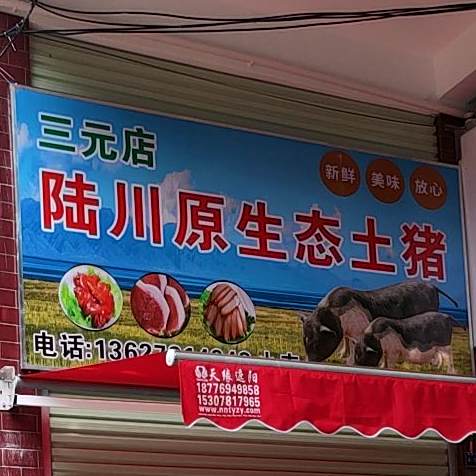 三元店
新鲜 美味 放心
陆川原生态土猪
电话:13627
天缘遮阳
18776949858
15307817965
www.nntyzy.com